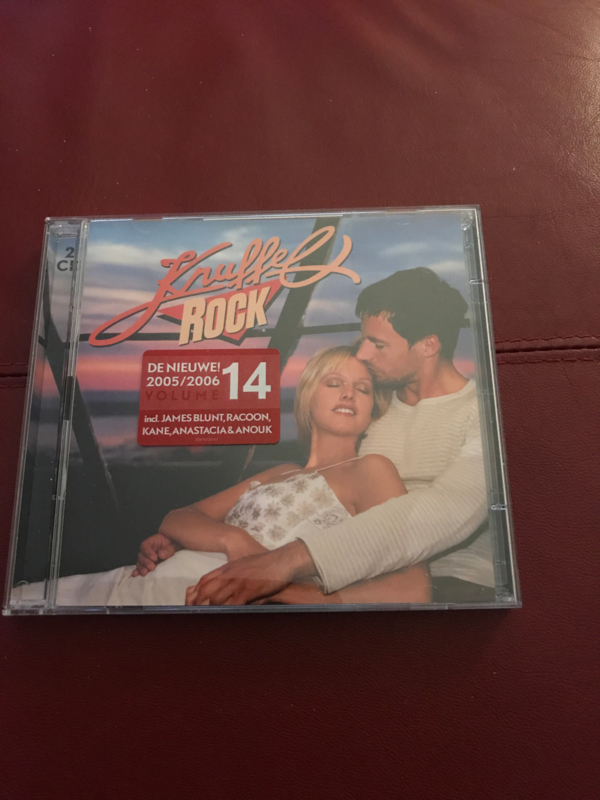 2
CD
Knuffel
ROCK
DE NIEUWE!
2005/2006
VOLUME 14
incl. JAMES BLUNT, RACOON,
KANE, ANASTACIA & ANOUK